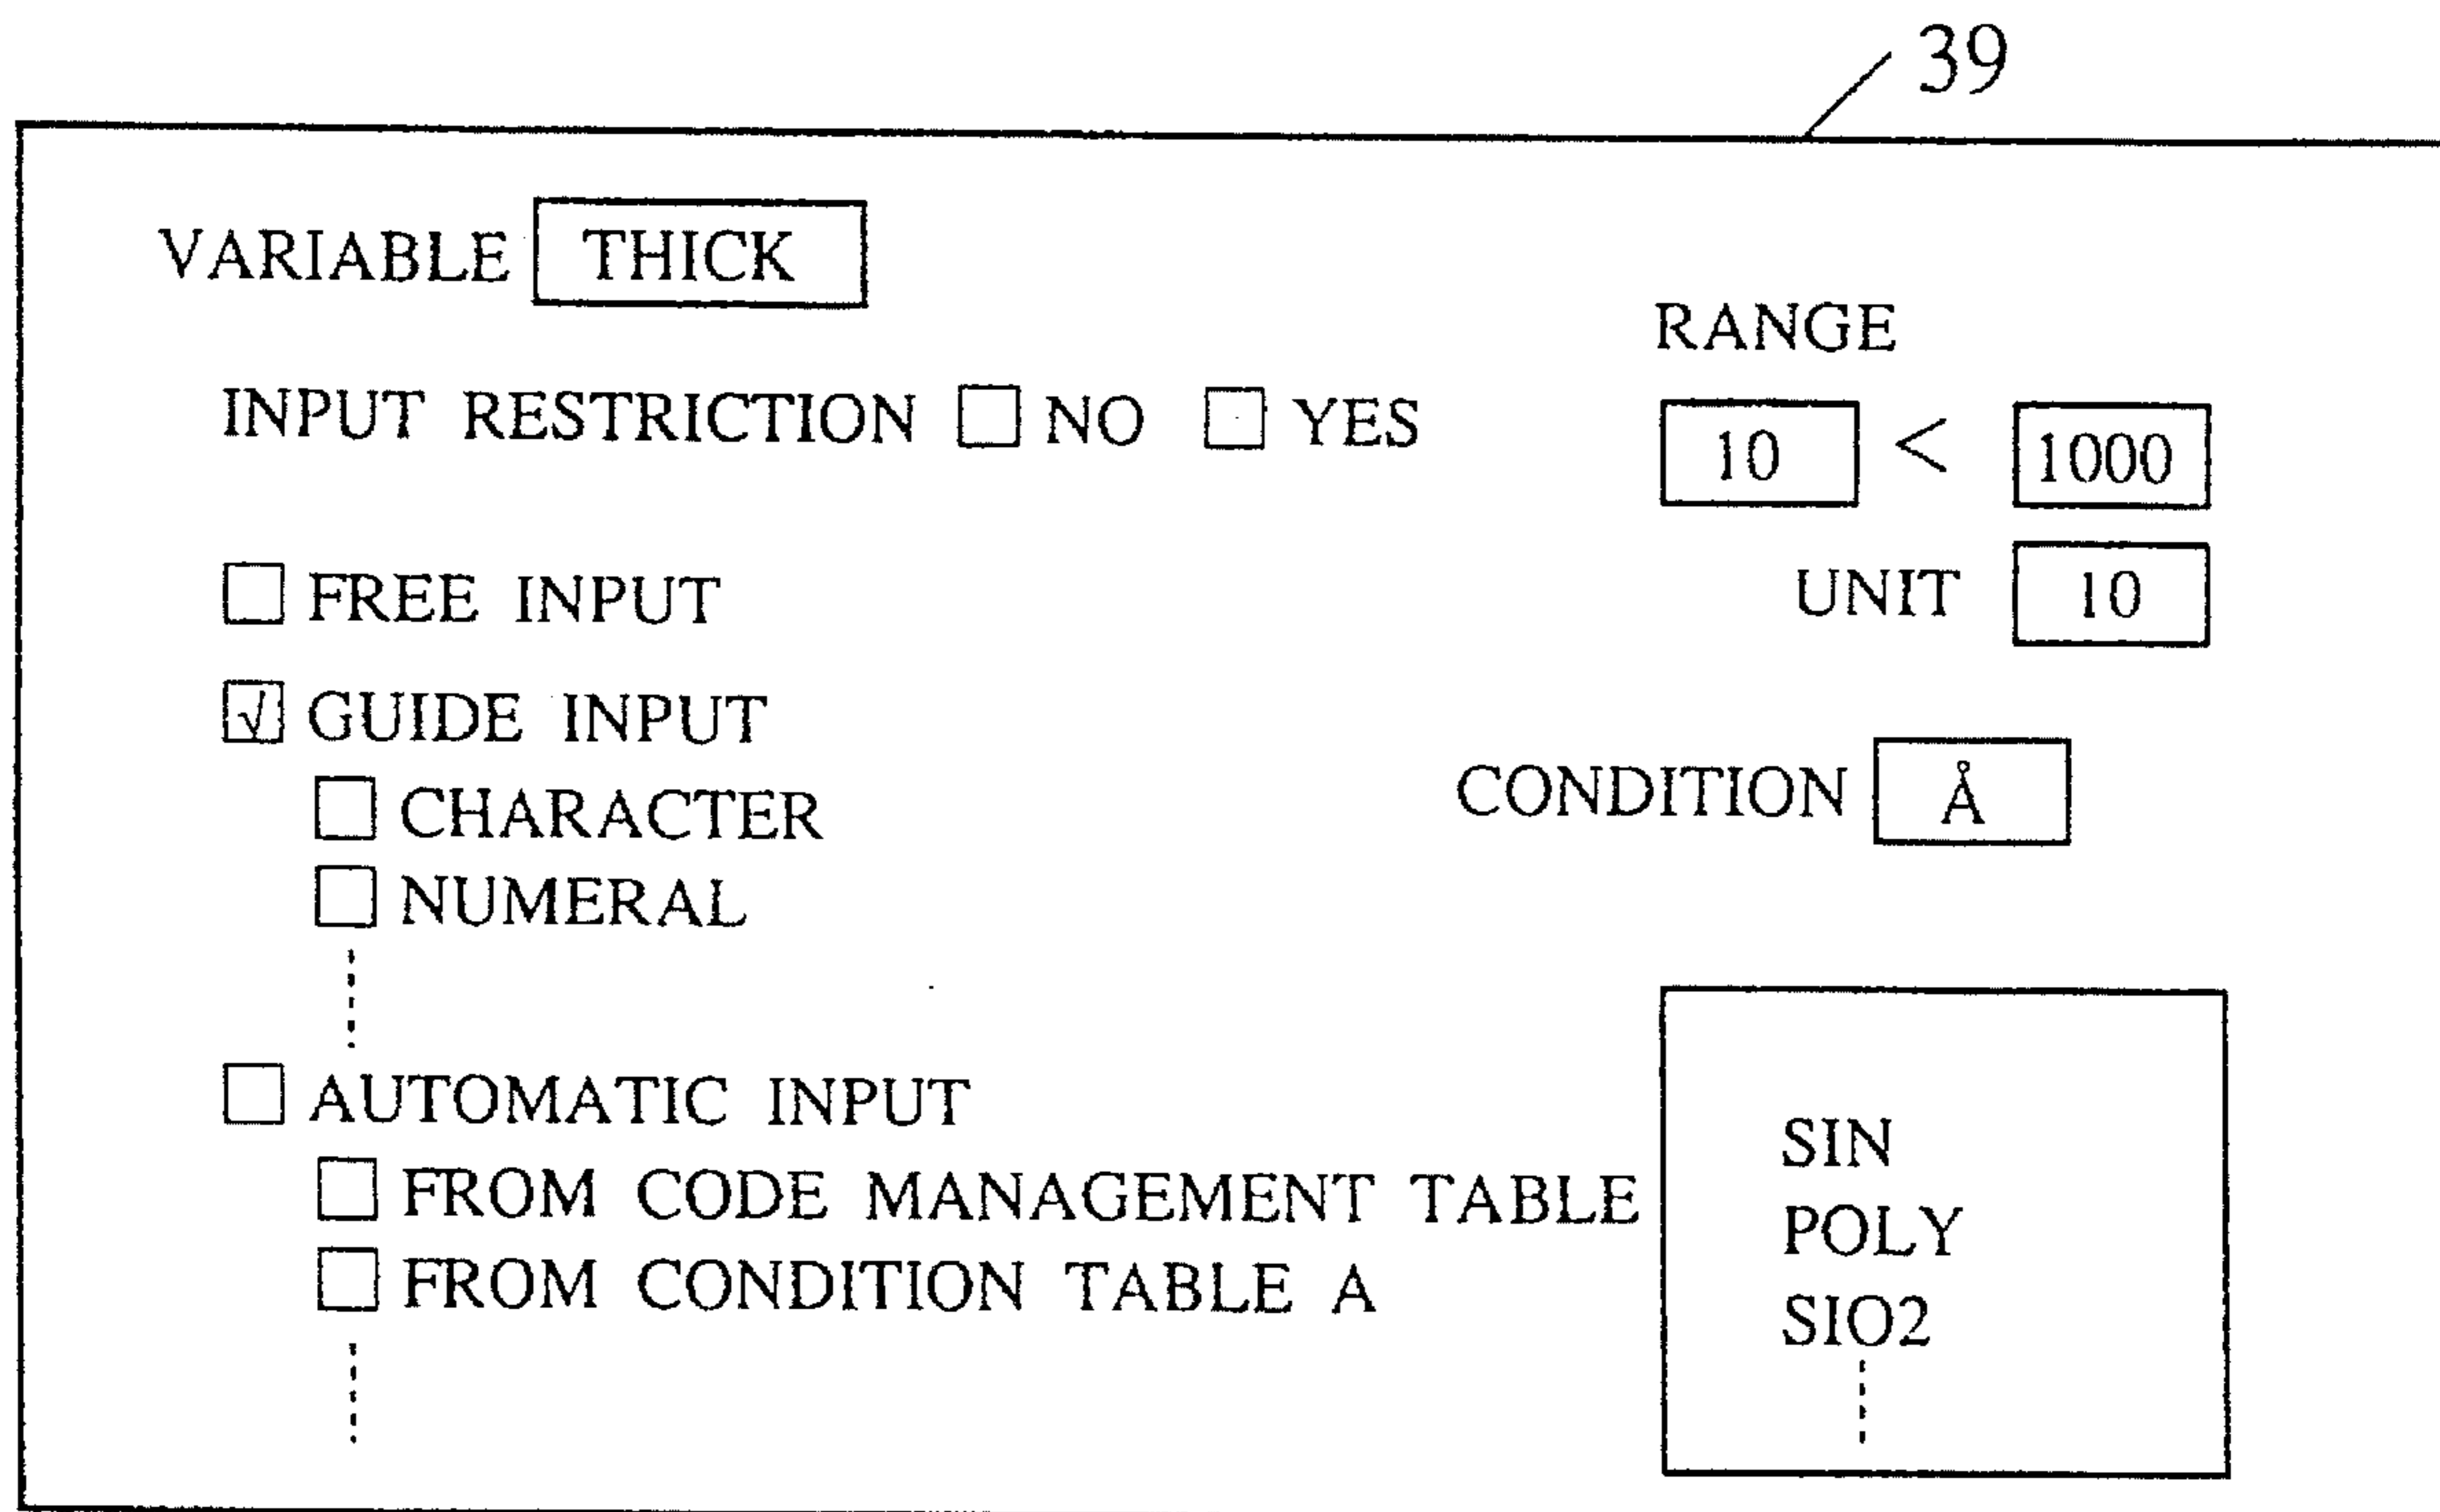 39
VARIABLE THICK
INPUT RESTRICTION NO YES
RANGE
10 < 1000
UNIT 10
FREE INPUT
GUIDE INPUT
CHARACTER
NUMERAL
CONDITION Å
AUTOMATIC INPUT
FROM CODE MANAGEMENT TABLE
FROM CONDITION TABLE A
SIN
POLY
SIO2